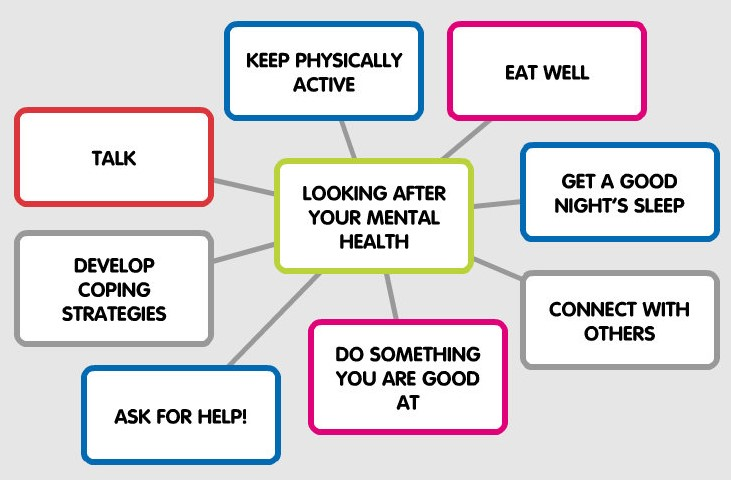 KEEP PHYSICALLY
ACTIVE
EAT WELL
TALK
LOOKING AFTER
YOUR MENTAL
HEALTH
GET A GOOD
NIGHT'S SLEEP
DEVELOP
COPING
STRATEGIES
CONNECT WITH
OTHERS
DO SOMETHING
YOU ARE GOOD
AT
ASK FOR HELP!